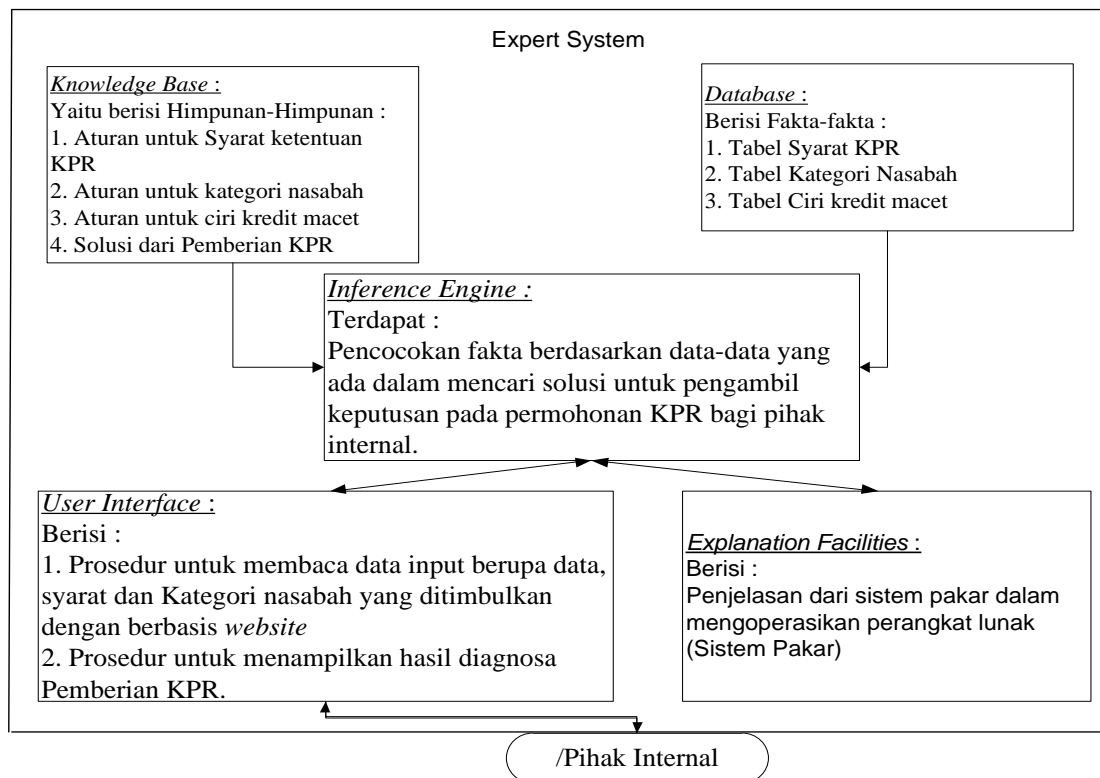 Expert System
Knowledge Base :
Yaitu berisi Himpunan-Himpunan :
1. Aturan untuk Syarat ketentuan
KPR
2. Aturan untuk kategori nasabah
3. Aturan untuk ciri kredit macet
4. Solusi dari Pemberian KPR
Database :
Berisi Fakta-fakta :
1. Tabel Syarat KPR
2. Tabel Kategori Nasabah
3. Tabel Ciri kredit macet
Inference Engine :
Terdapat :
Pencocokan fakta berdasarkan data-data yang
ada dalam mencari solusi untuk pengambil
keputusan pada permohonan KPR bagi pihak
internal.
User Interface :
Berisi :
1. Prosedur untuk membaca data input berupa data,
syarat dan Kategori nasabah yang ditimbulkan
dengan berbasis website
2. Prosedur untuk menampilkan hasil diagnosa
Pemberian KPR.
Explanation Facilities :
Berisi :
Penjelasan dari sistem pakar dalam
mengoperasikan perangkat lunak
(Sistem Pakar)
/Pihak Internal